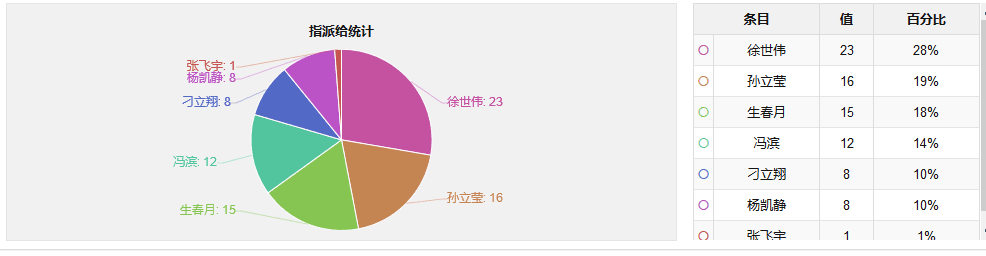 指派给统计
张飞宇: 1
杨凯静: 8
刁立翔: 8
徐世伟: 23
冯滨: 12
孙立莹: 16
生春月: 15
条目 值 百分比
徐世伟 23 28%
孙立莹 16 19%
生春月 15 18%
冯滨 12 14%
刁立翔 8 10%
杨凯静 8 10%
张飞宇 1 1%